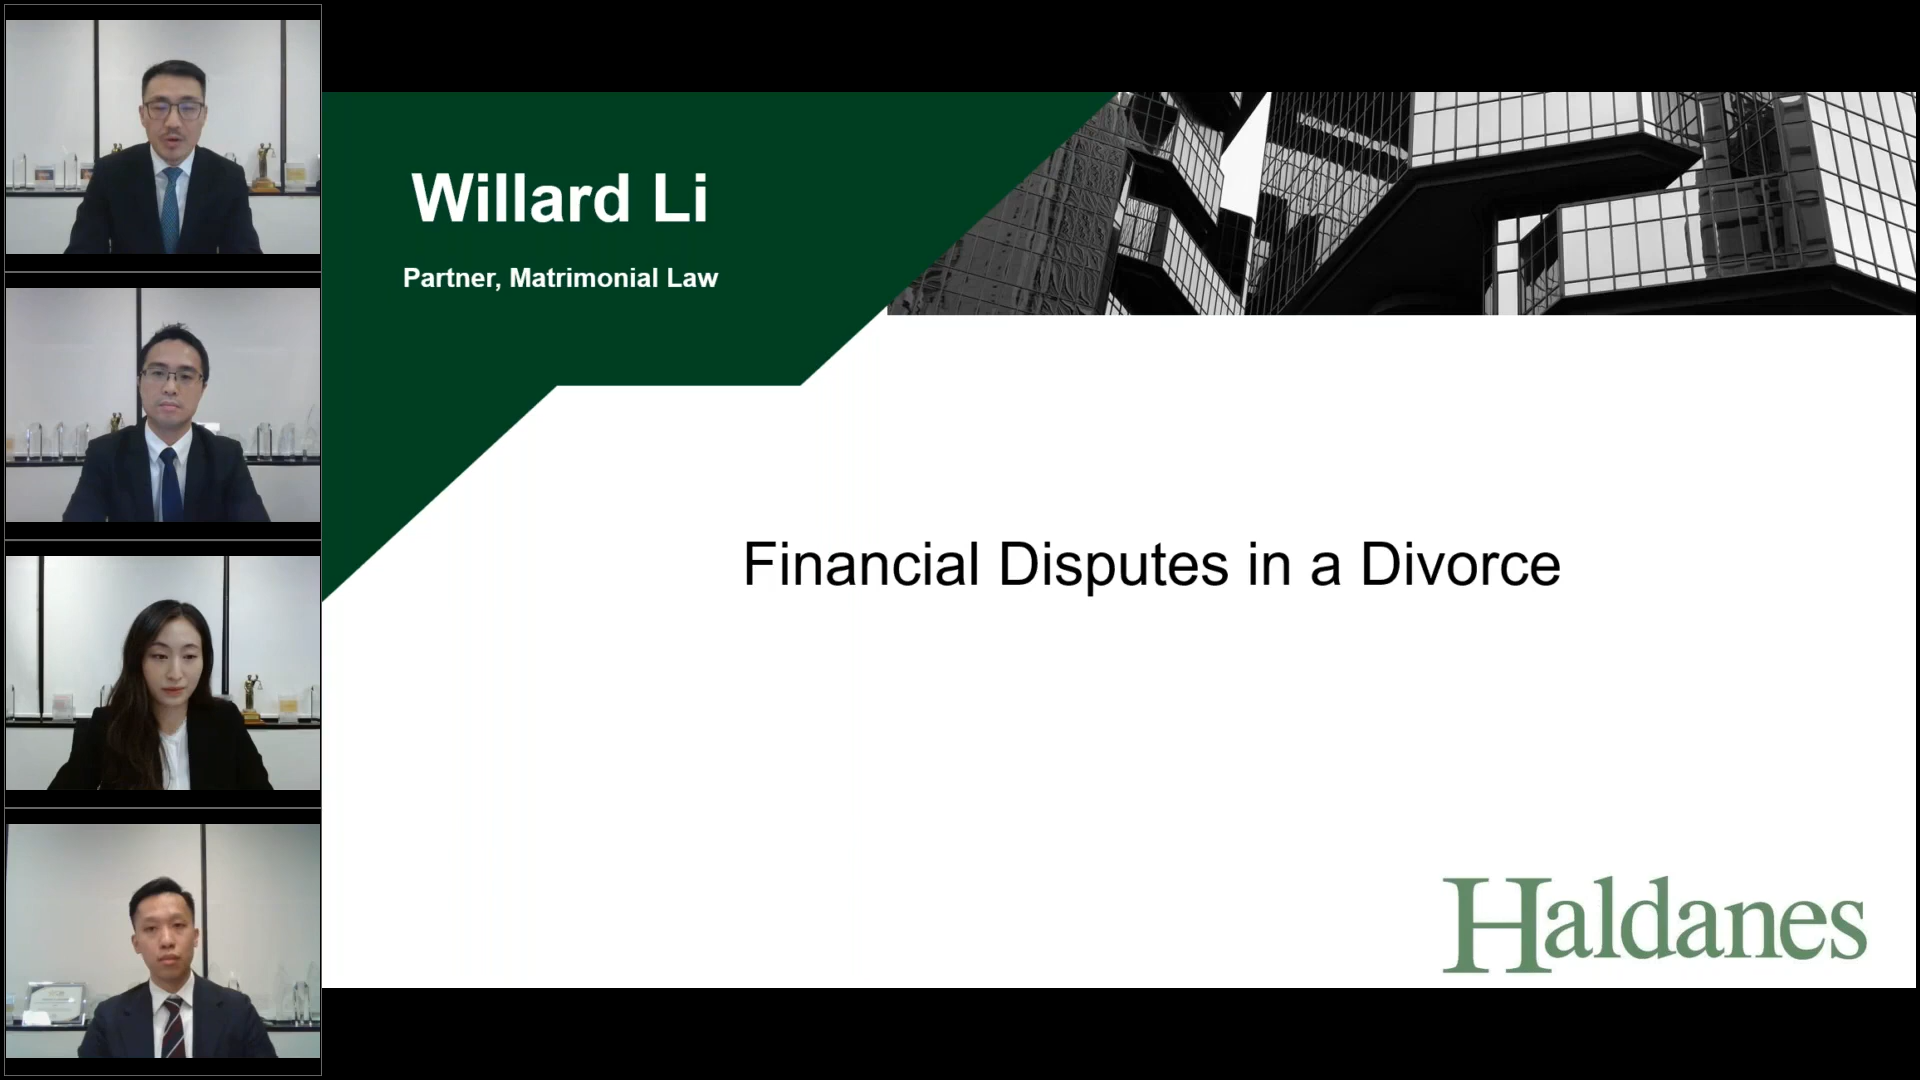 Willard Li
Partner, Matrimonial Law
Financial Disputes in a Divorce
Haldanes